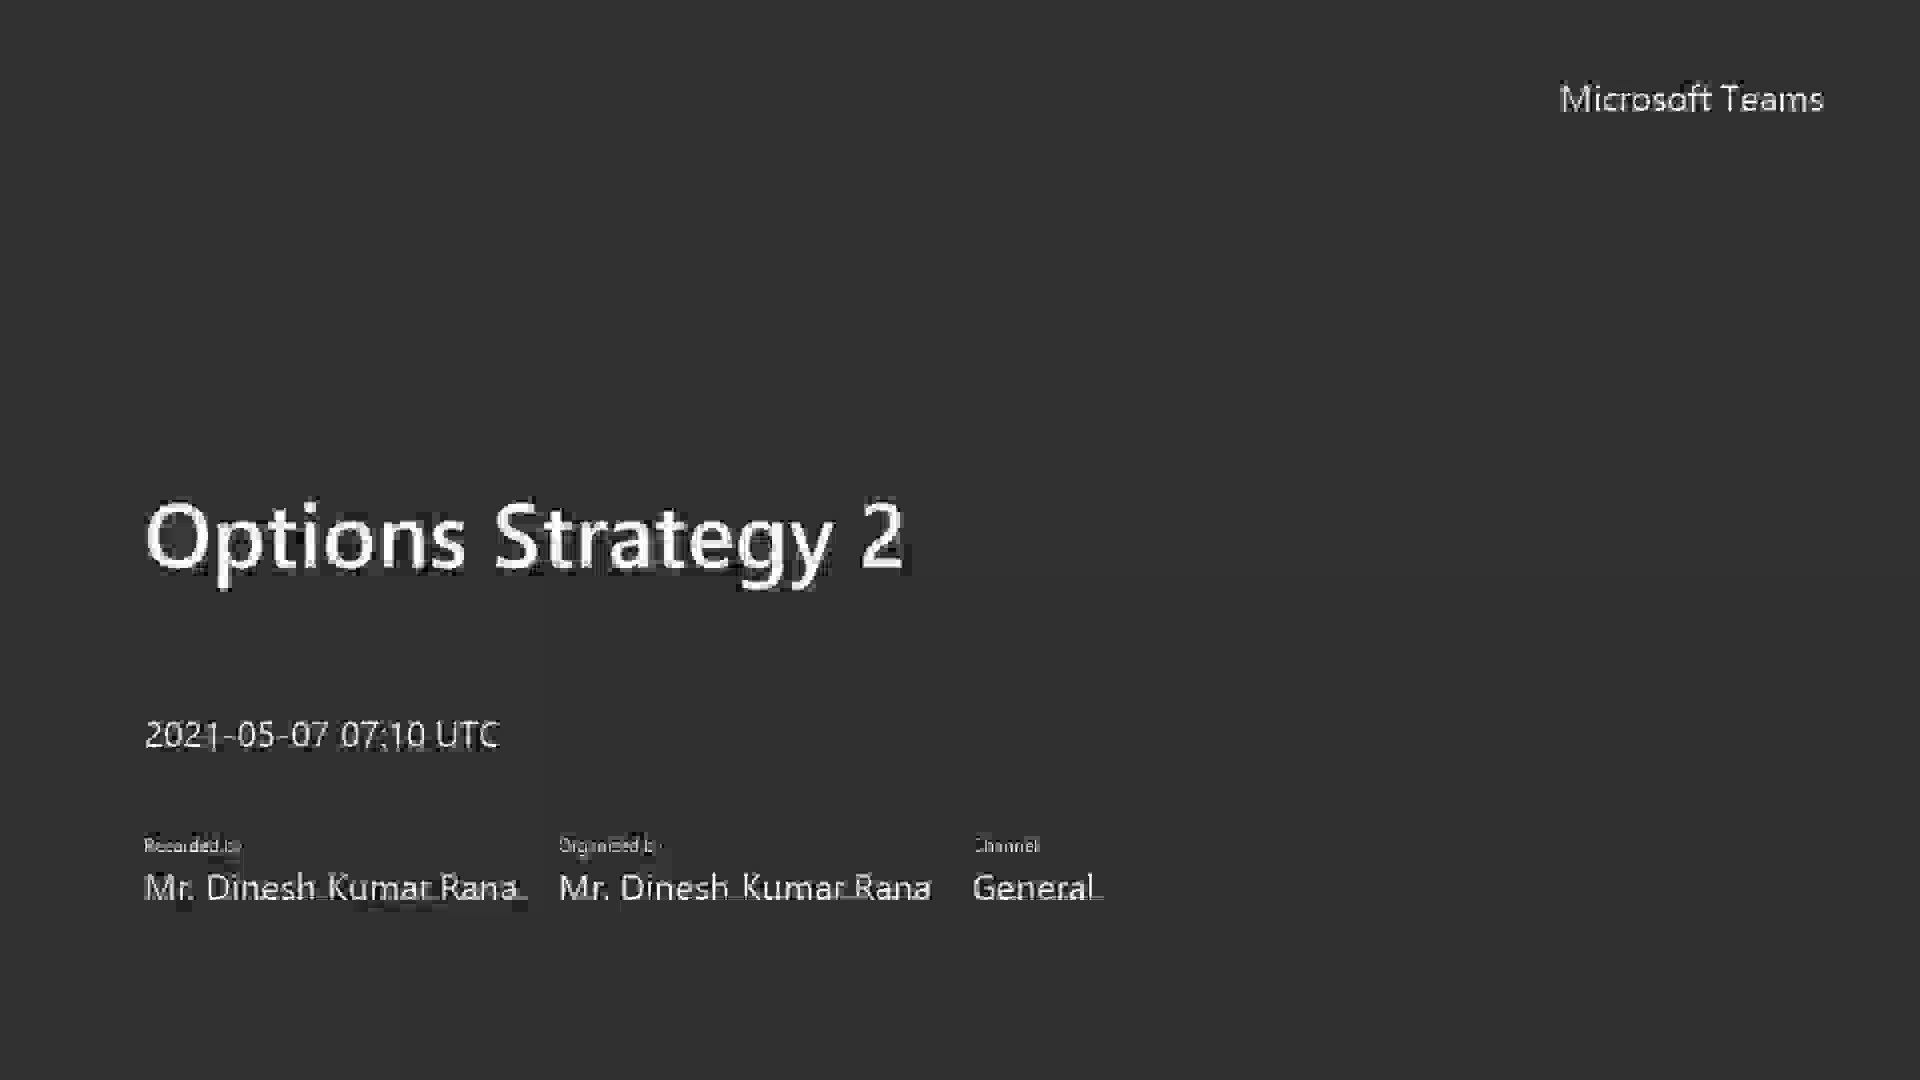 Microsoft Teams
Options Strategy 2
2021-05-07 07:10 UTC
Recorded by Organized by Channel
Mr. Dinesh Kumar Rana Mr. Dinesh Kumar Rana General